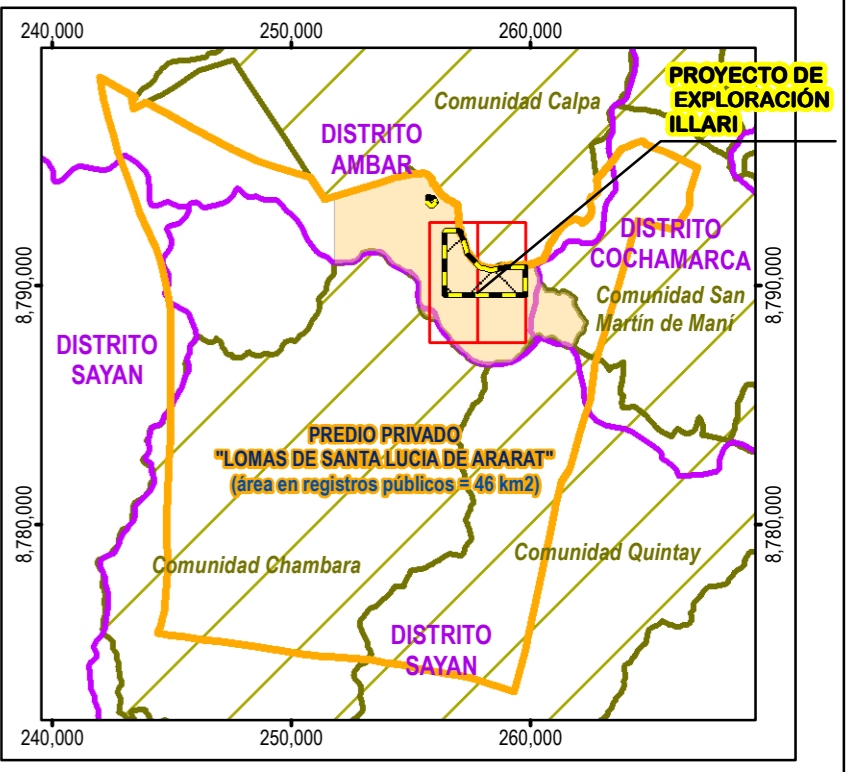 240,000
250,000
260,000
PROYECTO DE
EXPLORACIÓN
ILLARI
Comunidad Calpa
DISTRITO
AMBAR
DISTRITO
COCHAMARCA
8,790,000
8,790,000
Comunidad San
Martín de Maní
DISTRITO
SAYAN
PREDIO PRIVADO
"LOMAS DE SANTA LUCIA DE ARARAT"
(área en registros públicos = 46 km2)
8,780,000
8,780,000
Comunidad Chambara
Comunidad Quintay
DISTRITO
SAYAN
240,000
250,000
260,000